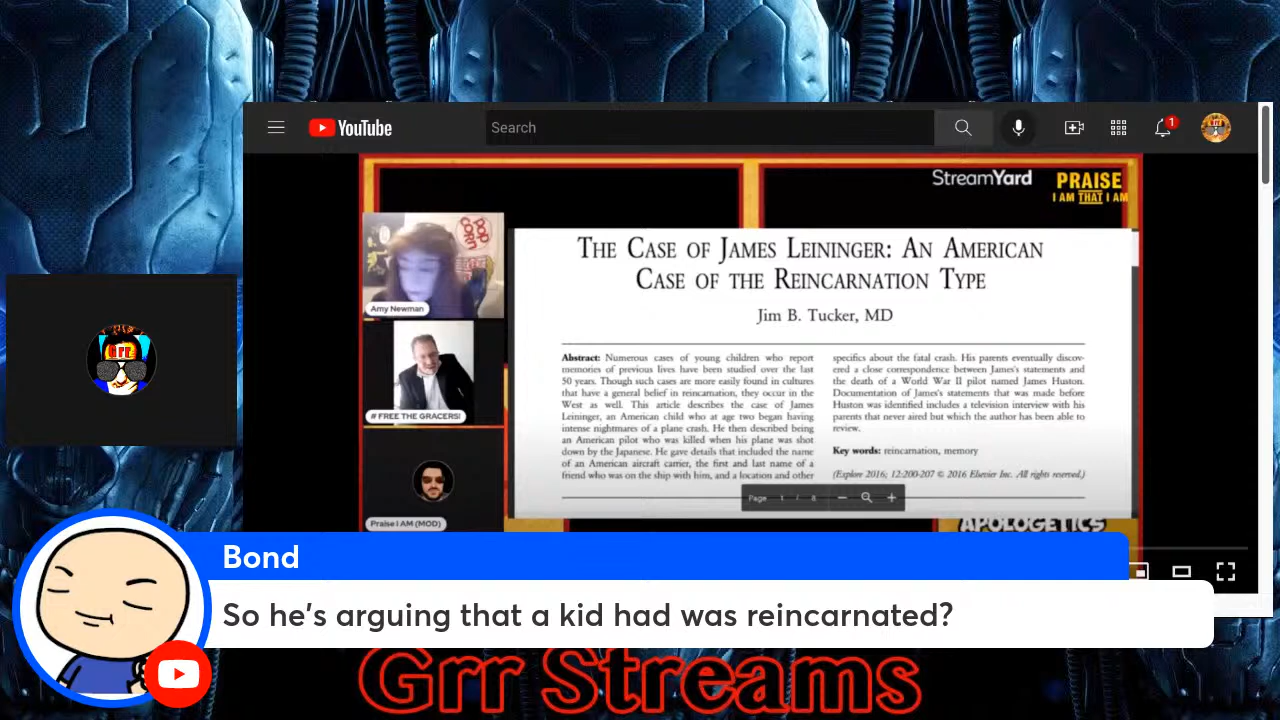 YouTube
Search
1
StreamYard
PRAISE
I AM THAT I AM
POP
CORN
Amy Newman
# FREE THE GRACERS!
Praise I AM (MOD)
Grr
THE CASE OF JAMES LEININGER: AN AMERICAN
CASE OF THE REINCARNATION TYPE
Jim B. Tucker, MD
Abstract: Numerous cases of young children who report
memories of previous lives have been studied over the last
50 years. Though such cases are more easily found in cultures
that have a general belief in reincarnation, they occur in the
West as well. This article describes the case of James
Leininger, an American child who at age two began having
intense nightmares of a plane crash. He then described being
an American pilot who was killed when his plane was shot
down by the Japanese. He gave details that included the name
of an American aircraft carrier, the first and last name of a
friend who was on the ship with him, and a location and other
specifics about the fatal crash. His parents eventually discov-
ered a close correspondence between James's statements and
the death of a World War II pilot named James Huston.
Documentation of James's statements that was made before
Huston was identified includes a television interview with his
parents that never aired but which the author has been able to
review.
Key words: reincarnation, memory
(Explore 2016; 12:200-207 © 2016 Elsevier Inc. All rights reserved.)
Page 1 / 8
APOLOGETICS
Bond
So he's arguing that a kid had was reincarnated?
Grr Streams